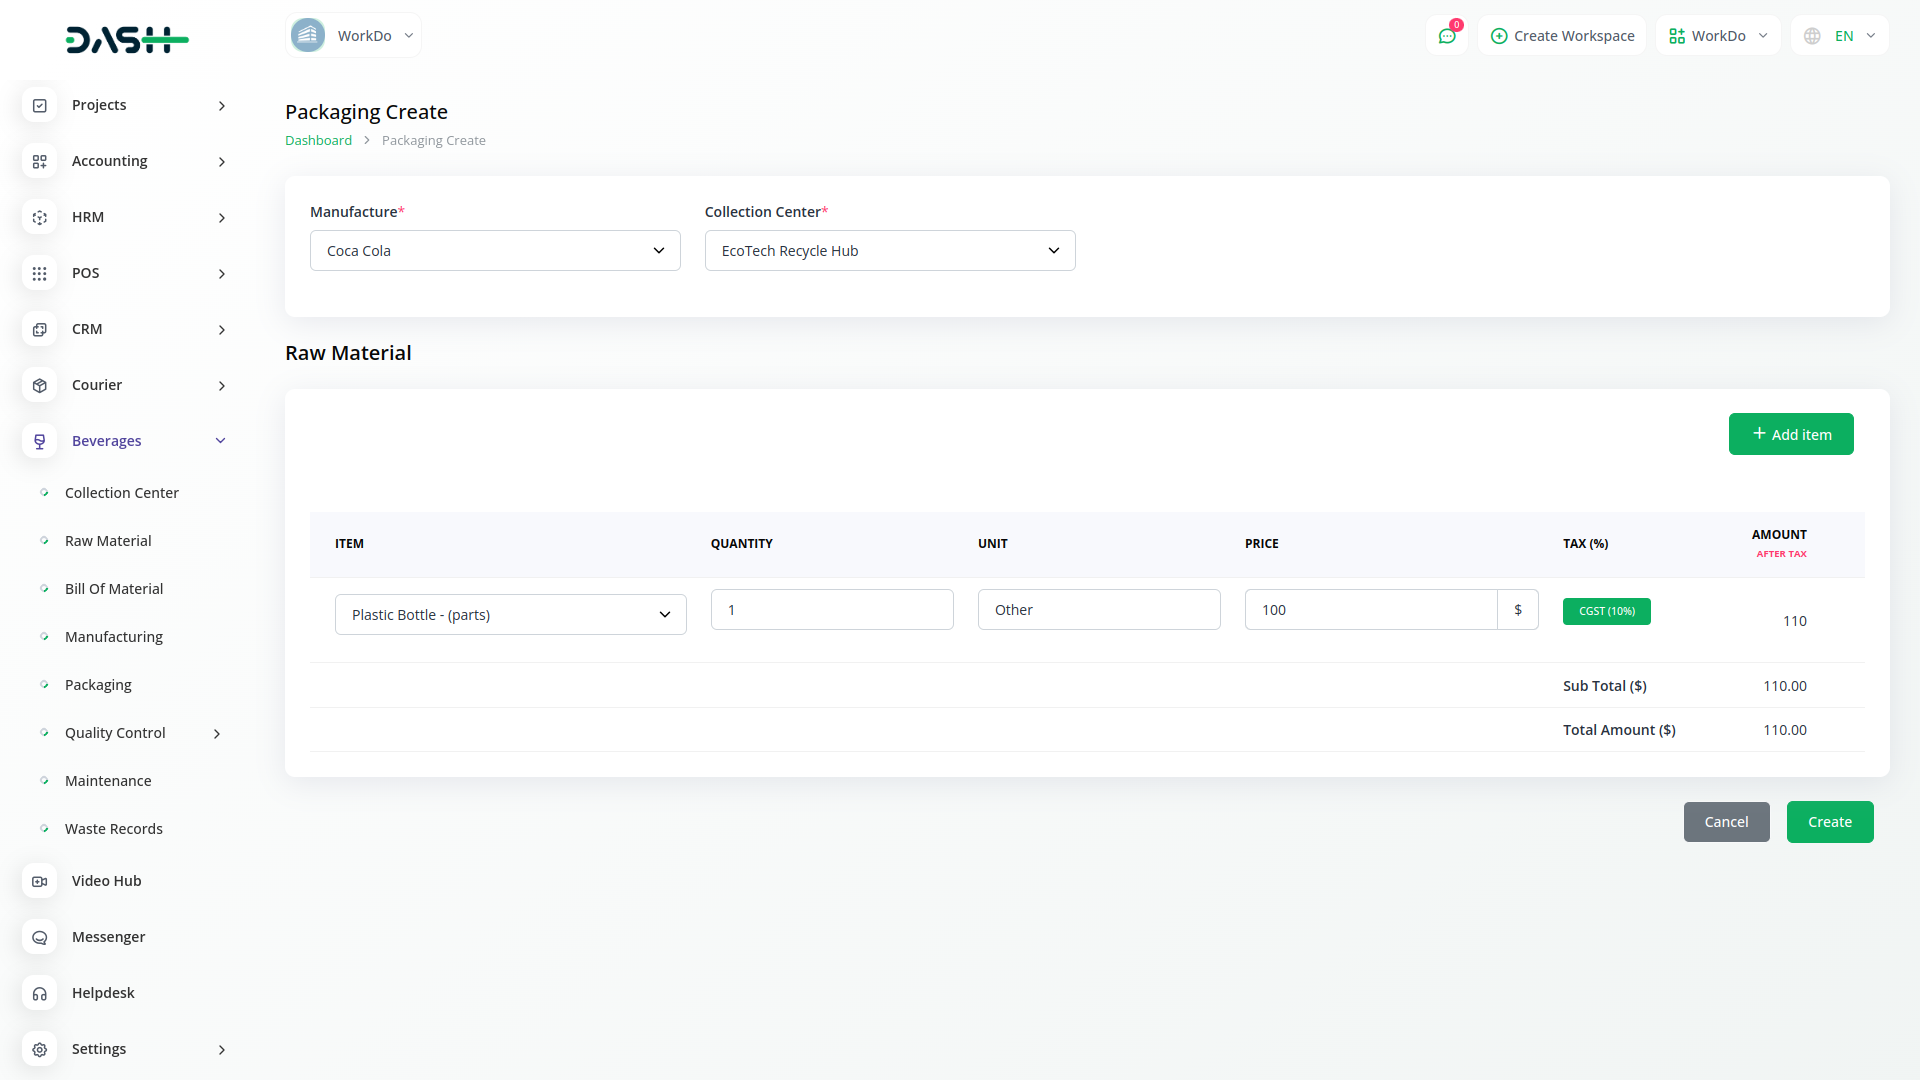 DASH
WorkDo
0
Create Workspace
WorkDo
EN
Projects
Accounting
HRM
POS
CRM
Courier
Beverages
Collection Center
Raw Material
Bill Of Material
Manufacturing
Packaging
Quality Control
Maintenance
Waste Records
Video Hub
Messenger
Helpdesk
Settings
Packaging Create
Dashboard > Packaging Create
Manufacture* Collection Center*
Coca Cola EcoTech Recycle Hub
Raw Material
+ Add item
ITEM QUANTITY UNIT PRICE TAX (%) AMOUNT
AFTER TAX
Plastic Bottle - (parts) 1 Other 100 $ CGST (10%) 110
Sub Total ($) 110.00
Total Amount ($) 110.00
Cancel Create